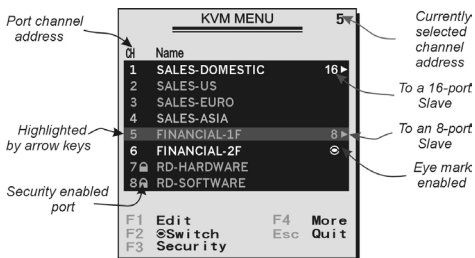 KVM MENU 5
Port channel address
Currently selected channel address
CH Name
1 SALES-DOMESTIC 16
2 SALES-US
3 SALES-EURO
4 SALES-ASIA
5 FINANCIAL-1F 8
6 FINANCIAL-2F
7 RD-HARDWARE
8 RD-SOFTWARE
To a 16-port Slave
Highlighted by arrow keys
To an 8-port Slave
Eye mark enabled
Security enabled port
F1 Edit F4 More
F2 Switch Esc Quit
F3 Security